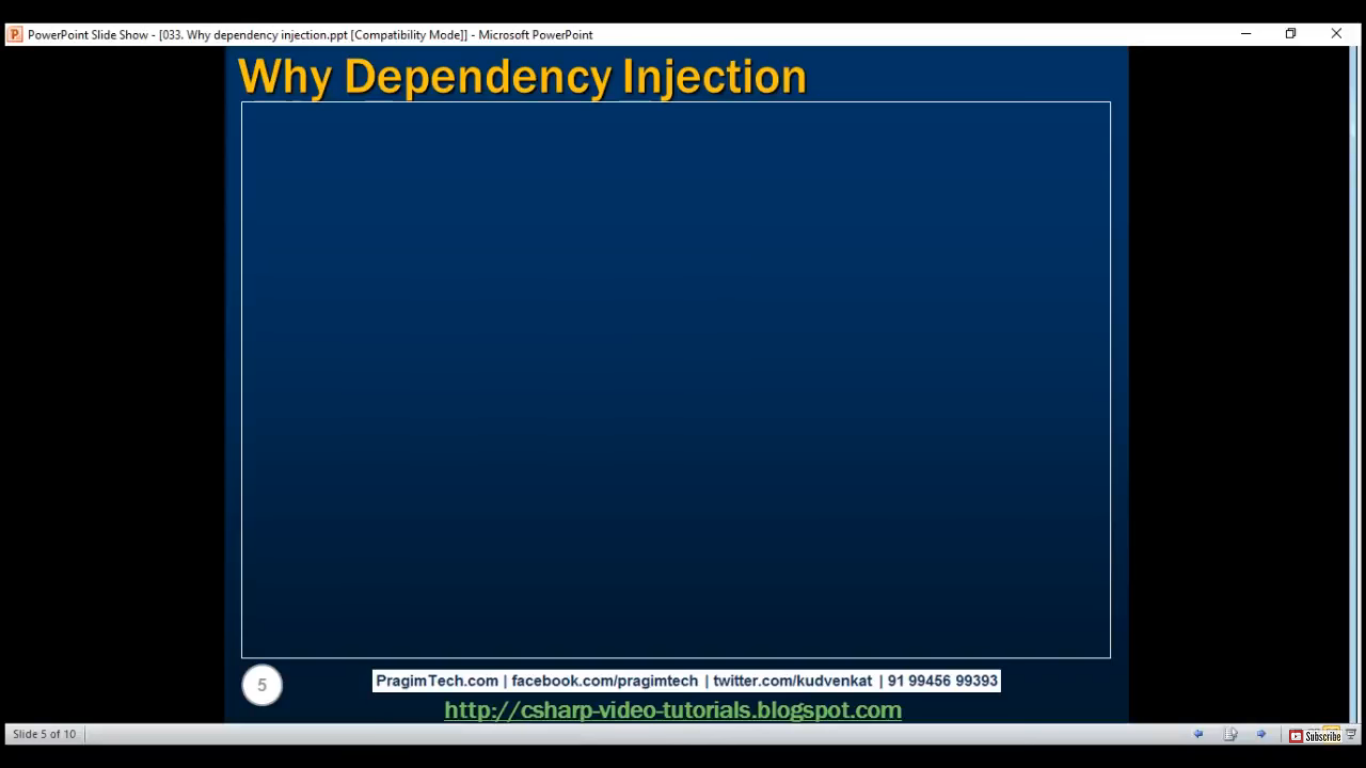 PowerPoint Slide Show - [033. Why dependency injection.ppt [Compatibility Mode]] - Microsoft PowerPoint
Why Dependency Injection
5
PragimTech.com | facebook.com/pragimtech | twitter.com/kudvenkat | 91 99456 99393
http://csharp-video-tutorials.blogspot.com
Slide 5 of 10
Subscribe